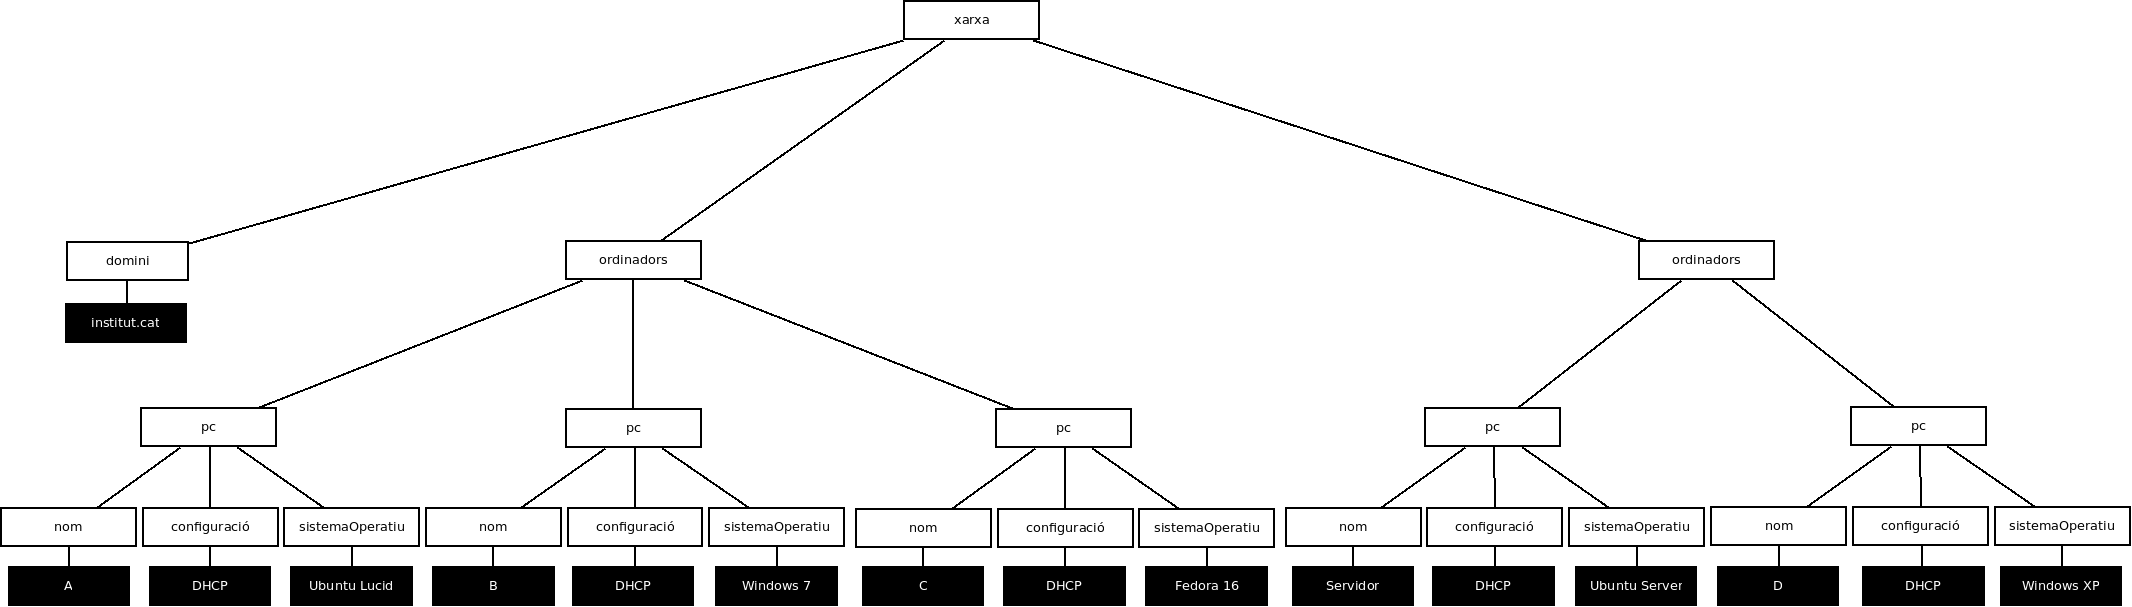 xarxa
domini
ordinadors
ordinadors
institut.cat
pc
pc
pc
pc
pc
nom
configuració
sistemaOperatiu
nom
configuració
sistemaOperatiu
nom
configuració
sistemaOperatiu
nom
configuració
sistemaOperatiu
nom
configuració
sistemaOperatiu
A
DHCP
Ubuntu Lucid
B
DHCP
Windows 7
C
DHCP
Fedora 16
Servidor
DHCP
Ubuntu Server
D
DHCP
Windows XP